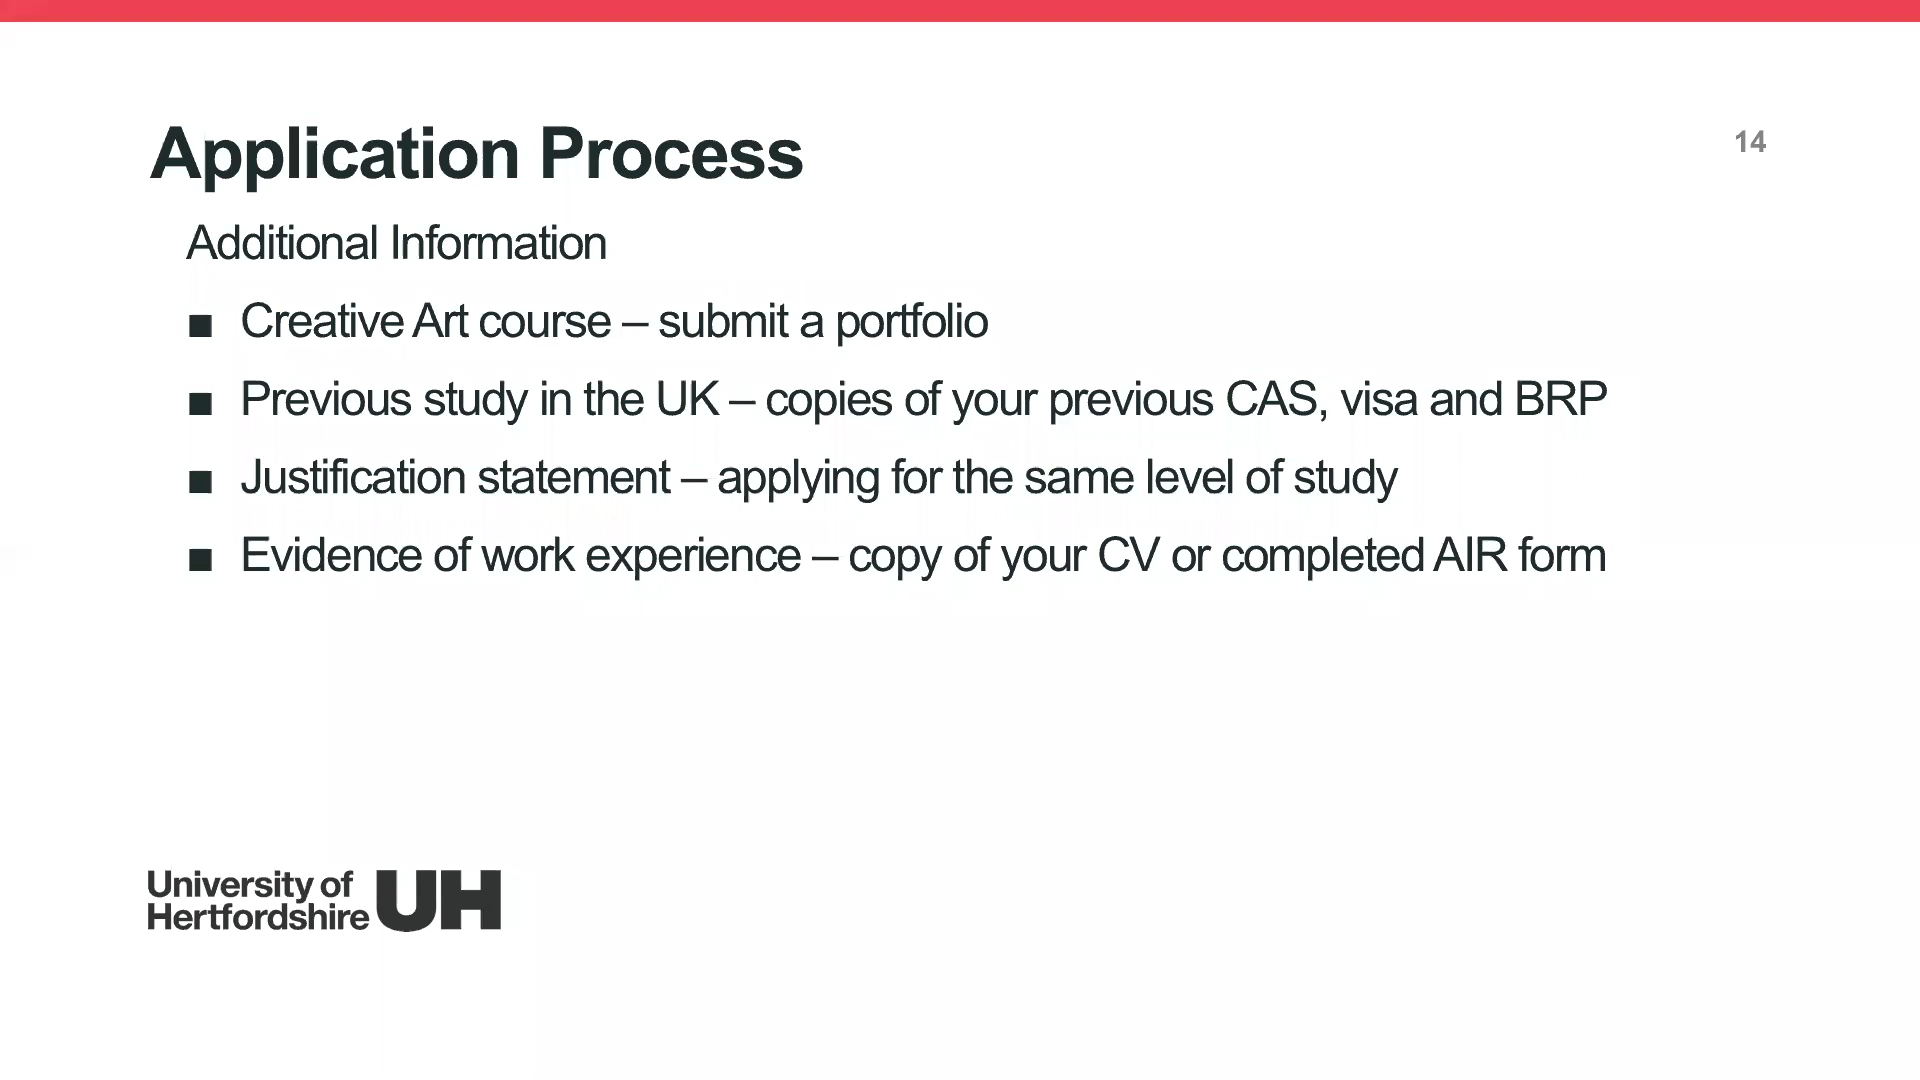 Application Process
14
Additional Information
■ Creative Art course – submit a portfolio
■ Previous study in the UK – copies of your previous CAS, visa and BRP
■ Justification statement – applying for the same level of study
■ Evidence of work experience – copy of your CV or completed AIR form
University of
Hertfordshire UH